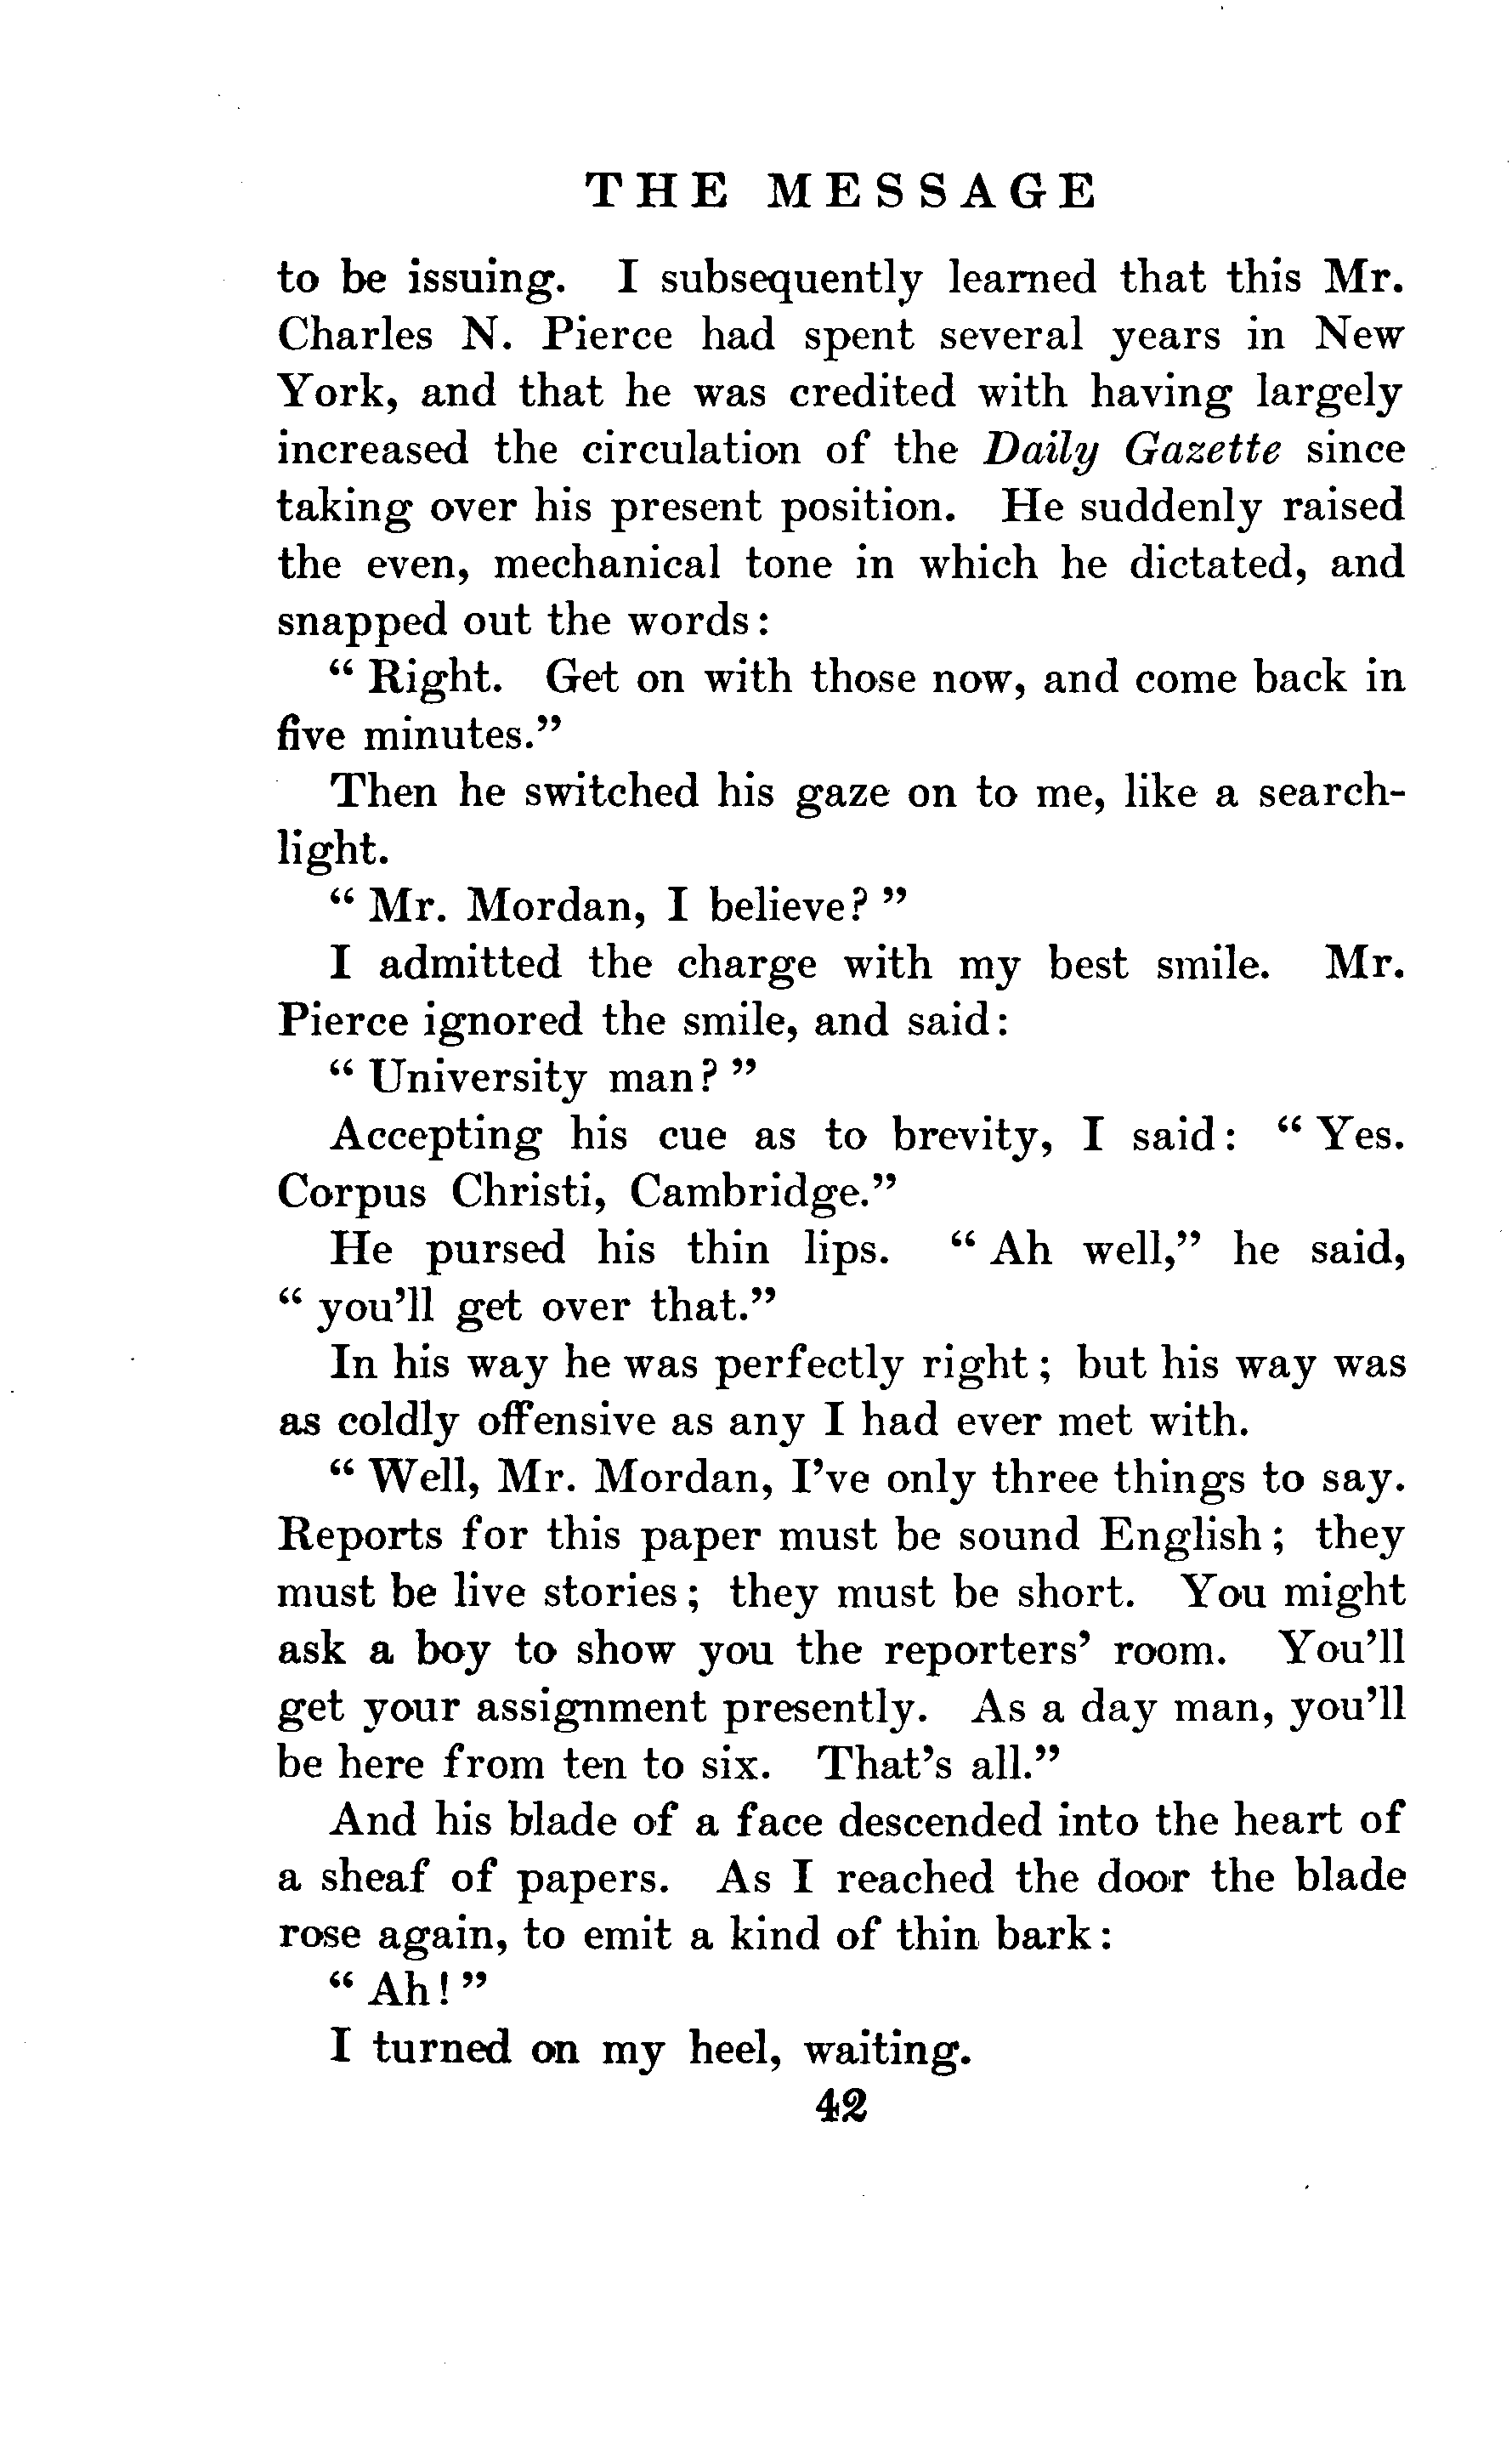 THE MESSAGE
to be issuing. I subsequently learned that this Mr.
Charles N. Pierce had spent several years in New
York, and that he was credited with having largely
increased the circulation of the Daily Gazette since
taking over his present position. He suddenly raised
the even, mechanical tone in which he dictated, and
snapped out the words:
“ Right. Get on with those now, and come back in
five minutes.”
Then he switched his gaze on to me, like a search-
light.
“ Mr. Mordan, I believe? ”
I admitted the charge with my best smile. Mr.
Pierce ignored the smile, and said:
“ University man? ”
Accepting his cue as to brevity, I said: “ Yes.
Corpus Christi, Cambridge.”
He pursed his thin lips. “ Ah well,” he said,
“ you’ll get over that.”
In his way he was perfectly right; but his way was
as coldly offensive as any I had ever met with.
“ Well, Mr. Mordan, I’ve only three things to say.
Reports for this paper must be sound English; they
must be live stories; they must be short. You might
ask a boy to show you the reporters’ room. You’ll
get your assignment presently. As a day man, you’ll
be here from ten to six. That’s all.”
And his blade of a face descended into the heart of
a sheaf of papers. As I reached the door the blade
rose again, to emit a kind of thin bark:
“ Ah! ”
I turned on my heel, waiting.
42